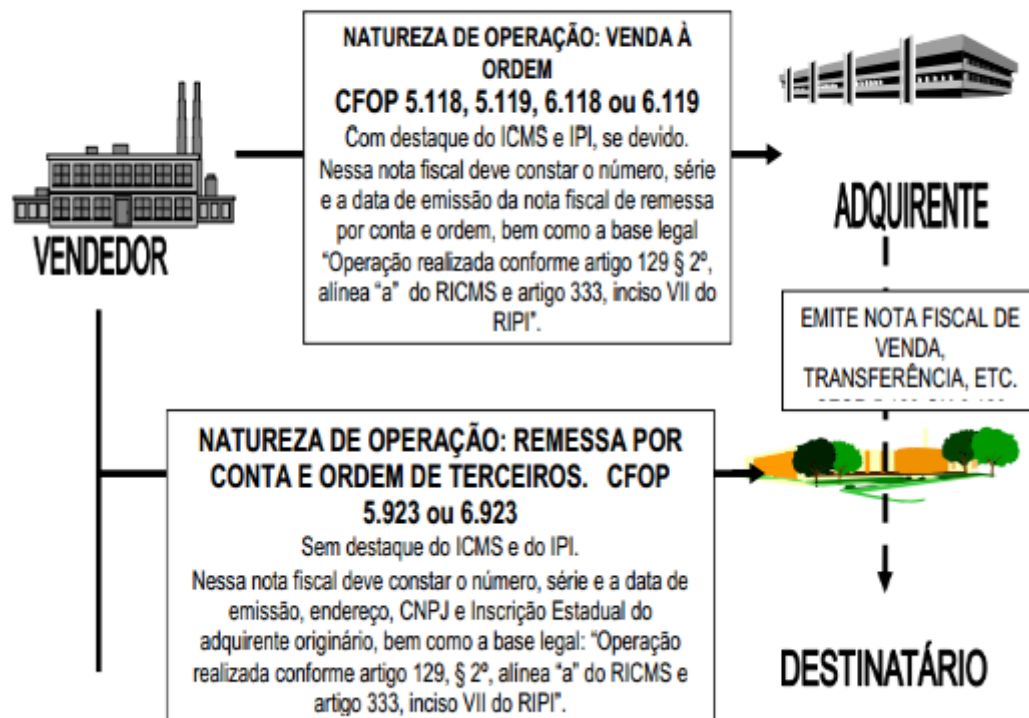 NATUREZA DE OPERAÇÃO: VENDA À
ORDEM
CFOP 5.118, 5.119, 6.118 ou 6.119
Com destaque do ICMS e IPI, se devido.
Nessa nota fiscal deve constar o número, série
e a data de emissão da nota fiscal de remessa
por conta e ordem, bem como a base legal
“Operação realizada conforme artigo 129 § 2º,
alínea “a” do RICMS e artigo 333, inciso VII do
RIPI”.
VENDEDOR
ADQUIRENTE
EMITE NOTA FISCAL DE
VENDA,
TRANSFERÊNCIA, ETC.
NATUREZA DE OPERAÇÃO: REMESSA POR
CONTA E ORDEM DE TERCEIROS. CFOP
5.923 ou 6.923
Sem destaque do ICMS e do IPI.
Nessa nota fiscal deve constar o número, série e a data de
emissão, endereço, CNPJ e Inscrição Estadual do
adquirente originário, bem como a base legal: “Operação
realizada conforme artigo 129, § 2º, alínea “a” do RICMS e
artigo 333, inciso VII do RIPI”.
DESTINATÁRIO